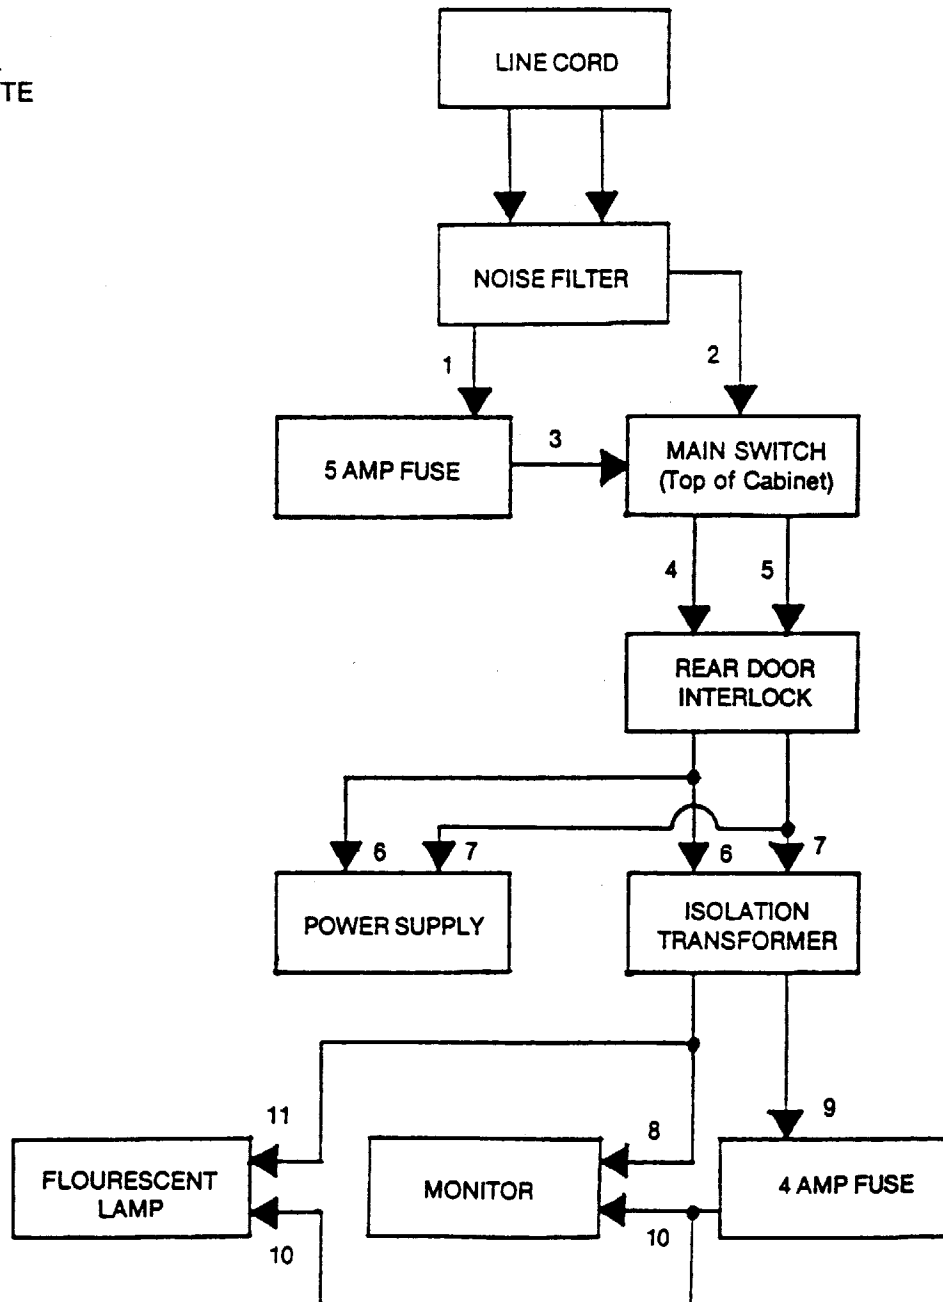 LINE CORD
TE
NOISE FILTER
1
2
5 AMP FUSE
3
MAIN SWITCH
(Top of Cabinet)
4
5
REAR DOOR
INTERLOCK
6
7
6
7
POWER SUPPLY
ISOLATION
TRANSFORMER
11
8
9
FLOURESCENT
LAMP
MONITOR
4 AMP FUSE
10
10